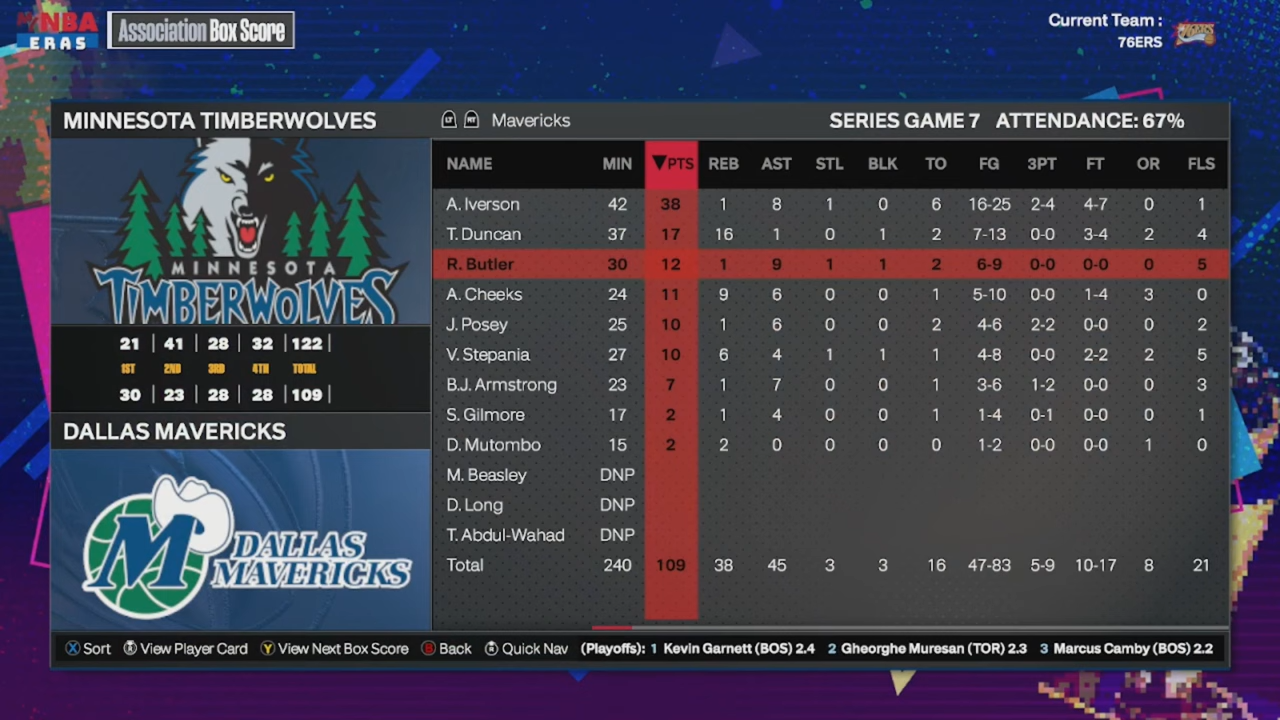 MyNBA ERAS
Association Box Score
Current Team :
76ERS
MINNESOTA TIMBERWOLVES
LT RT Mavericks
SERIES GAME 7 ATTENDANCE: 67%
MINNESOTA
TIMBERWOLVES
21 | 41 | 28 | 32 | 122 |
1ST 2ND 3RD 4TH TOTAL
30 | 23 | 28 | 28 | 109 |
DALLAS MAVERICKS
M DALLAS
MAVERICKS
NAME MIN ▼PTS REB AST STL BLK TO FG 3PT FT OR FLS
A. Iverson 42 38 1 8 1 0 6 16-25 2-4 4-7 0 1
T. Duncan 37 17 16 1 0 1 2 7-13 0-0 3-4 2 4
R. Butler 30 12 1 9 1 1 2 6-9 0-0 0-0 0 5
A. Cheeks 24 11 9 6 0 0 1 5-10 0-0 1-4 3 0
J. Posey 25 10 1 6 0 0 2 4-6 2-2 0-0 0 2
V. Stepania 27 10 6 4 1 1 1 4-8 0-0 2-2 2 5
B.J. Armstrong 23 7 1 7 0 0 1 3-6 1-2 0-0 0 3
S. Gilmore 17 2 1 4 0 0 1 1-4 0-1 0-0 0 1
D. Mutombo 15 2 2 0 0 0 0 1-2 0-0 0-0 1 0
M. Beasley DNP
D. Long DNP
T. Abdul-Wahad DNP
Total 240 109 38 45 3 3 16 47-83 5-9 10-17 8 21
X Sort View Player Card Y View Next Box Score B Back Quick Nav (Playoffs): 1 Kevin Garnett (BOS) 2.4 2 Gheorghe Muresan (TOR) 2.3 3 Marcus Camby (BOS) 2.2